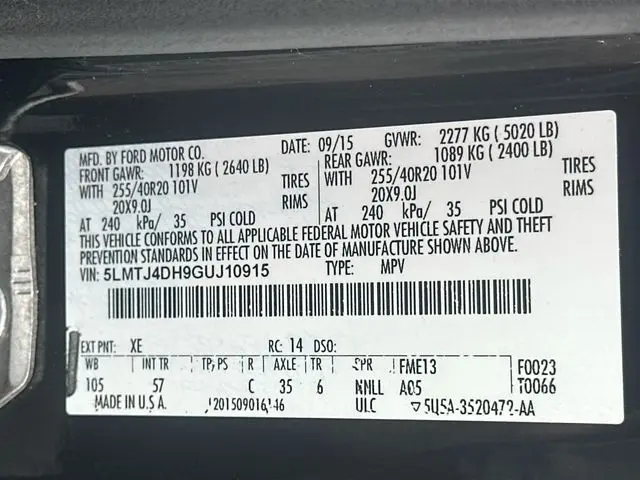 MFD. BY FORD MOTOR CO. DATE: 09/15 GVWR: 2277 KG ( 5020 LB)
FRONT GAWR: 1198 KG ( 2640 LB) REAR GAWR: 1089 KG ( 2400 LB)
WITH 255/40R20 101V TIRES WITH 255/40R20 101V TIRES
20X9.0J RIMS 20X9.0J RIMS
AT 240 kPa/ 35 PSI COLD AT 240 kPa/ 35 PSI COLD
THIS VEHICLE CONFORMS TO ALL APPLICABLE FEDERAL MOTOR VEHICLE SAFETY AND THEFT
PREVENTION STANDARDS IN EFFECT ON THE DATE OF MANUFACTURE SHOWN ABOVE.
VIN: 5LMTJ4DH9GUJ10915 TYPE: MPV
EXT PNT: XE RC: 14 DSO:
WB INT TR TP/PS R AXLE TR SPR FME13 F0023
105 57 C 35 6 NNLL A05 T0066
MADE IN U.S.A. 201509016146 ULC 5U5A-3520472-AA